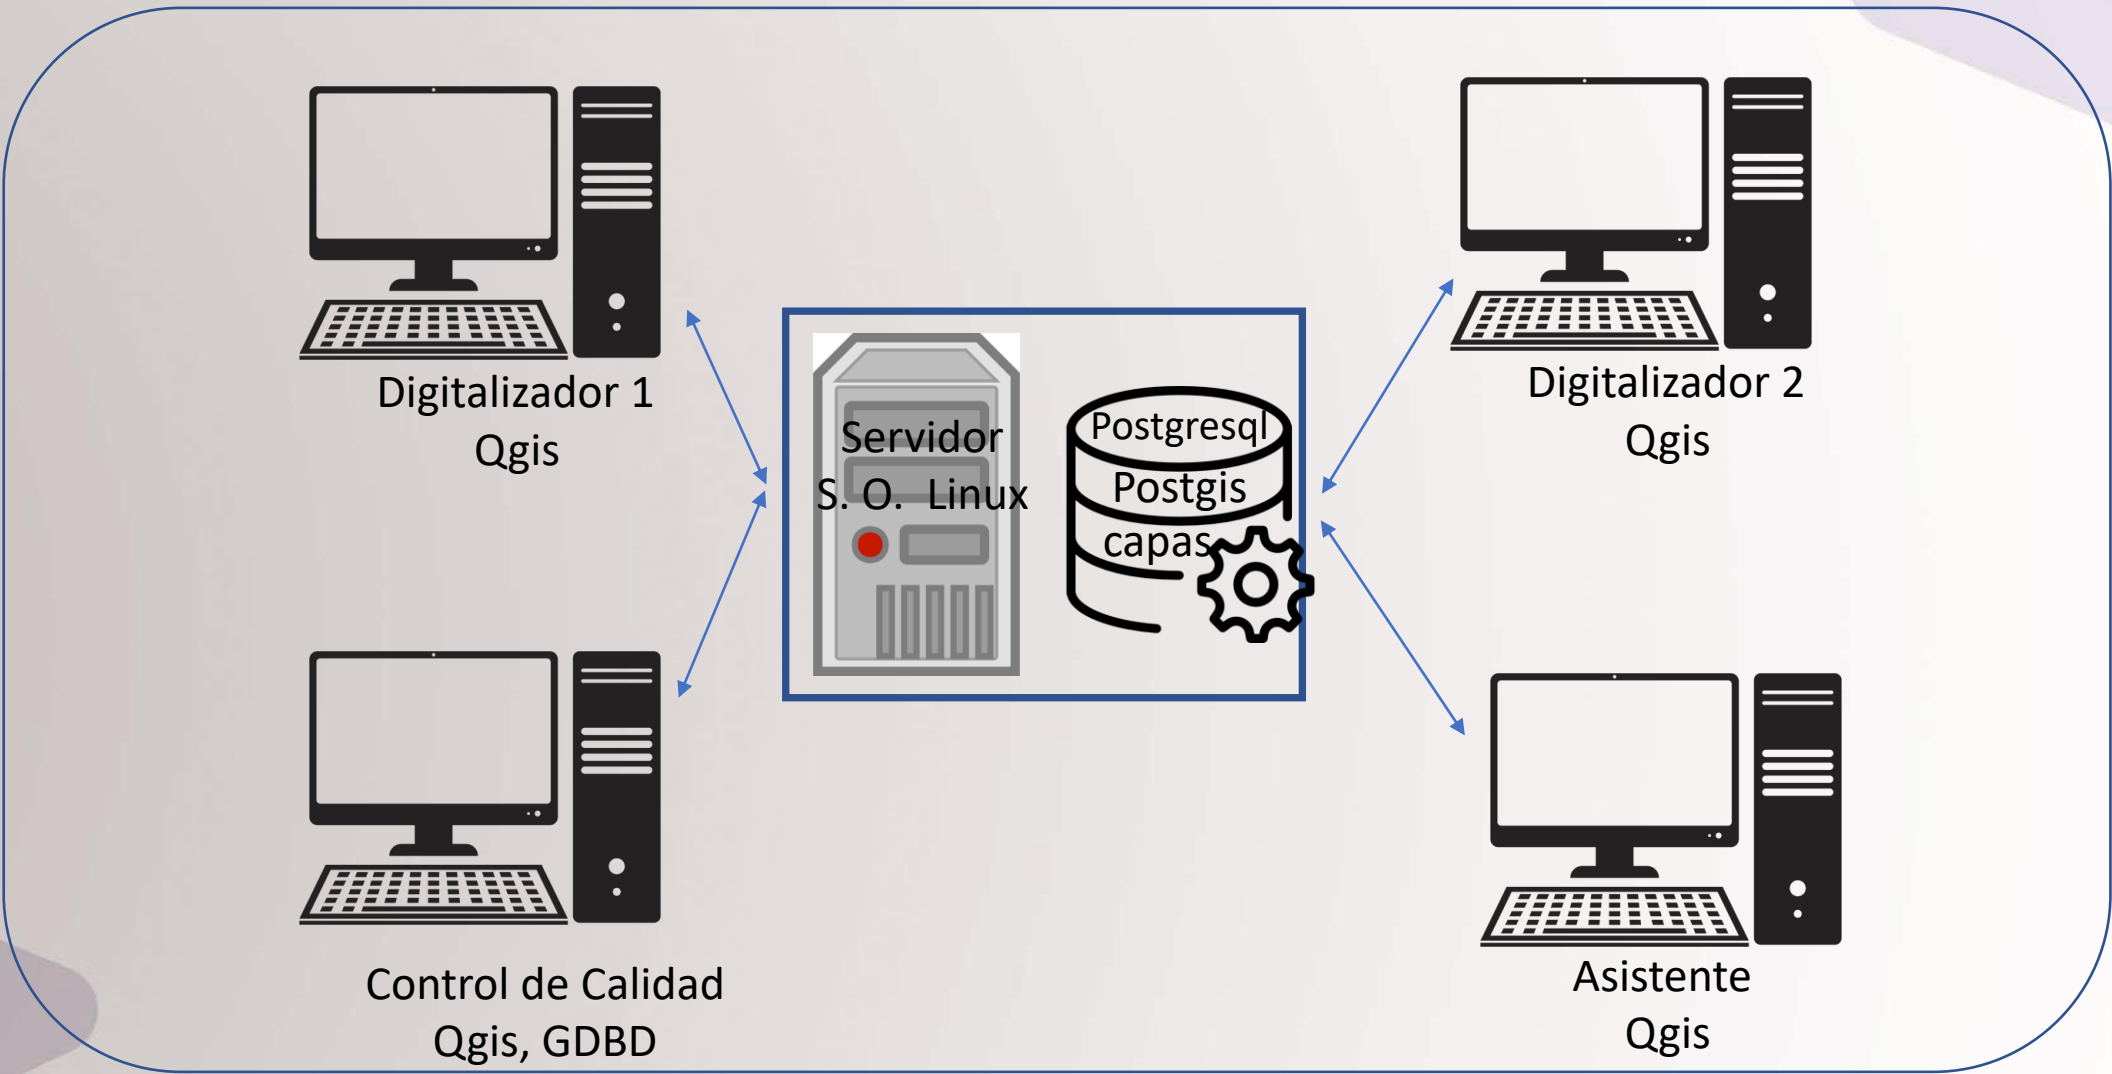 Digitalizador 1
Qgis
Servidor
S. O. Linux
Postgresql
Postgis
capas
Digitalizador 2
Qgis
Control de Calidad
Qgis, GDBD
Asistente
Qgis